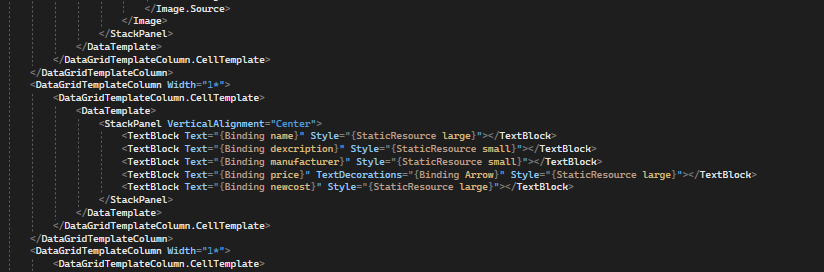 </Image.Source>
</Image>
</StackPanel>
</DataTemplate>
</DataGridTemplateColumn.CellTemplate>
</DataGridTemplateColumn>
<DataGridTemplateColumn Width="1*">
<DataGridTemplateColumn.CellTemplate>
<DataTemplate>
<StackPanel VerticalAlignment="Center">
<TextBlock Text="{Binding name}" Style="{StaticResource large}"></TextBlock>
<TextBlock Text="{Binding dexcription}" Style="{StaticResource small}"></TextBlock>
<TextBlock Text="{Binding manufacturer}" Style="{StaticResource small}"></TextBlock>
<TextBlock Text="{Binding price}" TextDecorations="{Binding Arrow}" Style="{StaticResource large}"></TextBlock>
<TextBlock Text="{Binding newcost}" Style="{StaticResource large}"></TextBlock>
</StackPanel>
</DataTemplate>
</DataGridTemplateColumn.CellTemplate>
</DataGridTemplateColumn>
<DataGridTemplateColumn Width="1*">
<DataGridTemplateColumn.CellTemplate>